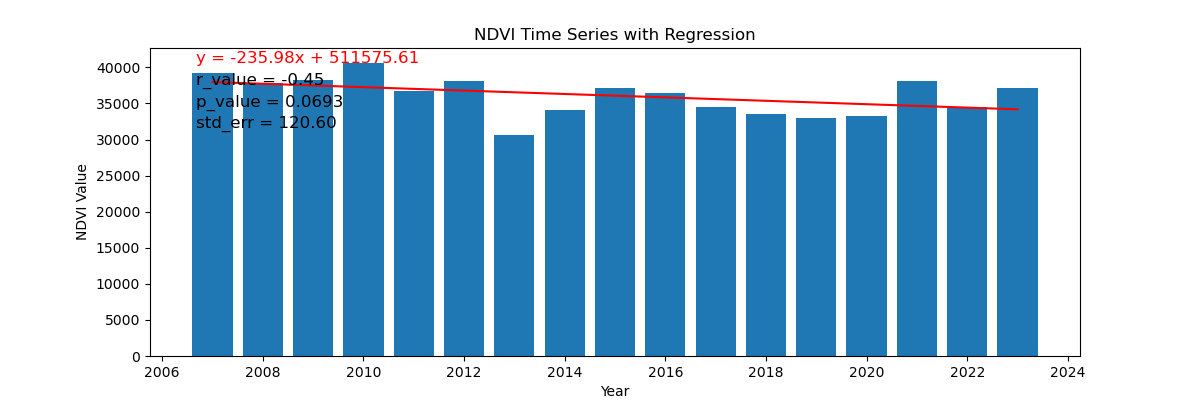 NDVI Time Series with Regression
y = -235.98x + 511575.61
r_value = -0.45
p_value = 0.0693
std_err = 120.60
NDVI Value
40000
35000
30000
25000
20000
15000
10000
5000
0
2006 2008 2010 2012 2014 2016 2018 2020 2022 2024
Year